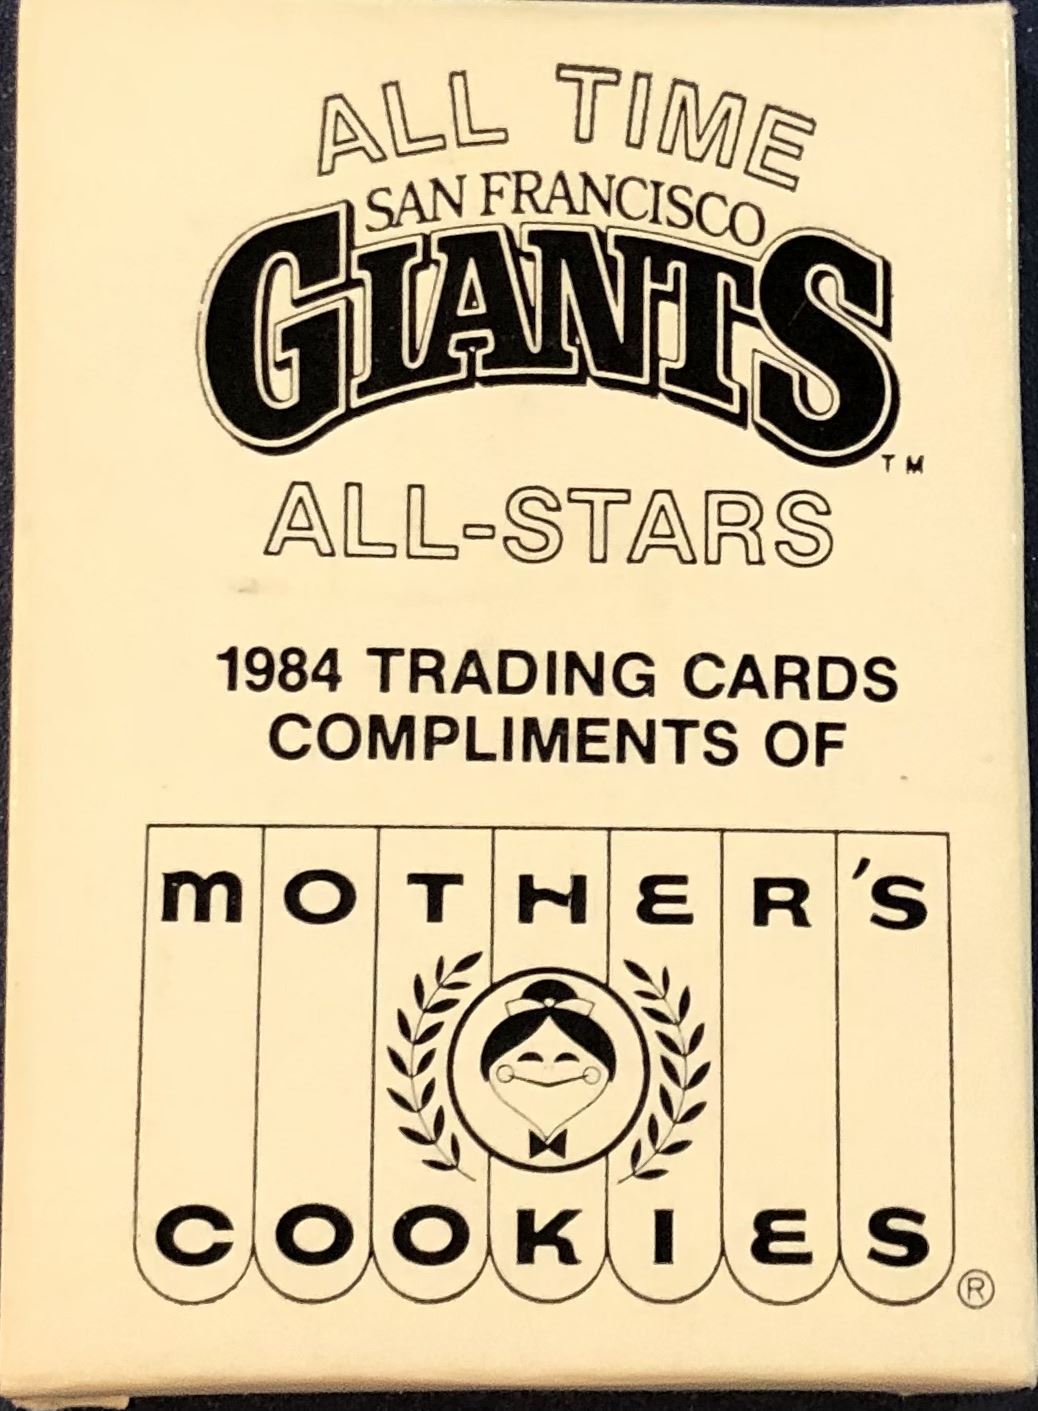 ALL TIME
SAN FRANCISCO
GIANTS
TM
ALL-STARS
1984 TRADING CARDS
COMPLIMENTS OF
MOTHER'S
COOKIES
®